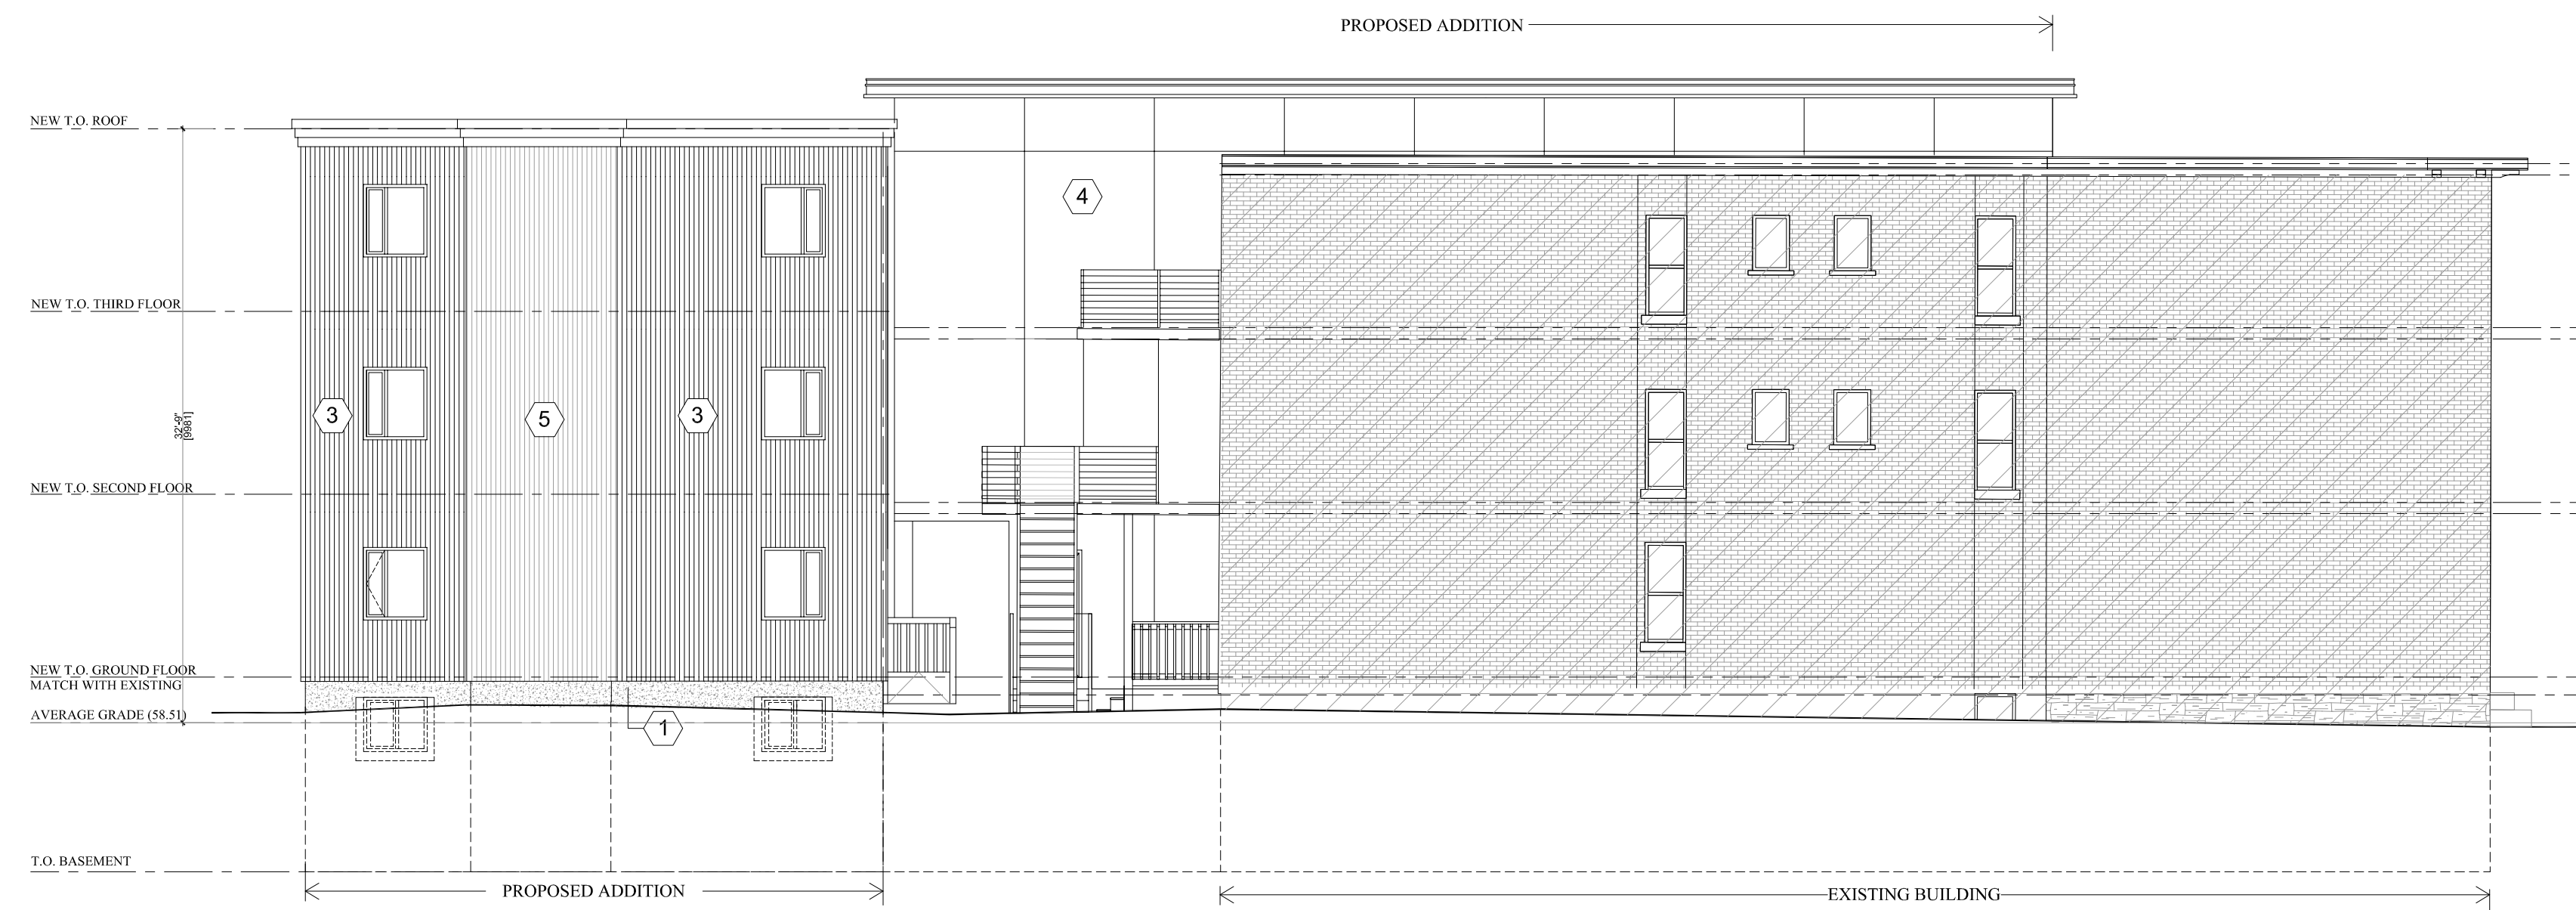 PROPOSED ADDITION
NEW T.O. ROOF
4
NEW T.O. THIRD FLOOR
3
5
3
32'-9"
[9981]
NEW T.O. SECOND FLOOR
NEW T.O. GROUND FLOOR
MATCH WITH EXISTING
AVERAGE GRADE (58.51)
1
T.O. BASEMENT
PROPOSED ADDITION
EXISTING BUILDING